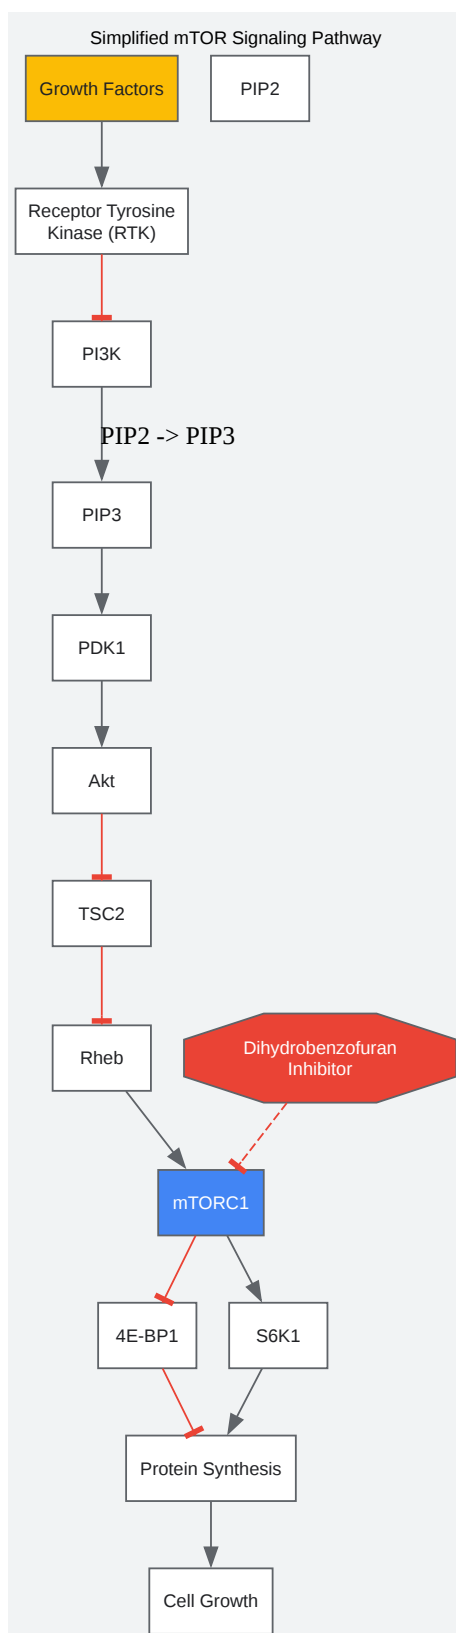 Simplified mTOR Signaling Pathway
Growth Factors
PIP2
Receptor Tyrosine
Kinase (RTK)
PI3K
PIP2 -> PIP3
PIP3
PDK1
Akt
TSC2
Rheb
Dihydrobenzofuran
Inhibitor
mTORC1
4E-BP1
S6K1
Protein Synthesis
Cell Growth